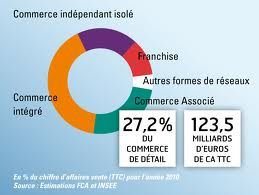 Commerce indépendant isolé
Franchise
Autres formes de réseaux
Commerce Associé
Commerce
intégré
27,2%
DU
COMMERCE
DE DÉTAIL
123,5
MILLIARDS
D'EUROS
DE CA TTC
En % du chiffre d'affaires vente (TTC) pour l'année 2010
Source : Estimations FCA et INSEE